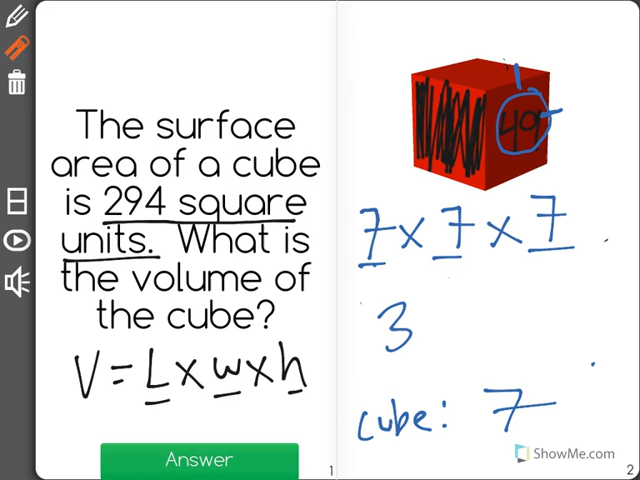 The surface
area of a cube
is 294 square
units. What is
the volume of
the cube?
V = L x w x h
Answer
1
49
7 x 7 x 7
3
cube: 7
ShowMe.com
2